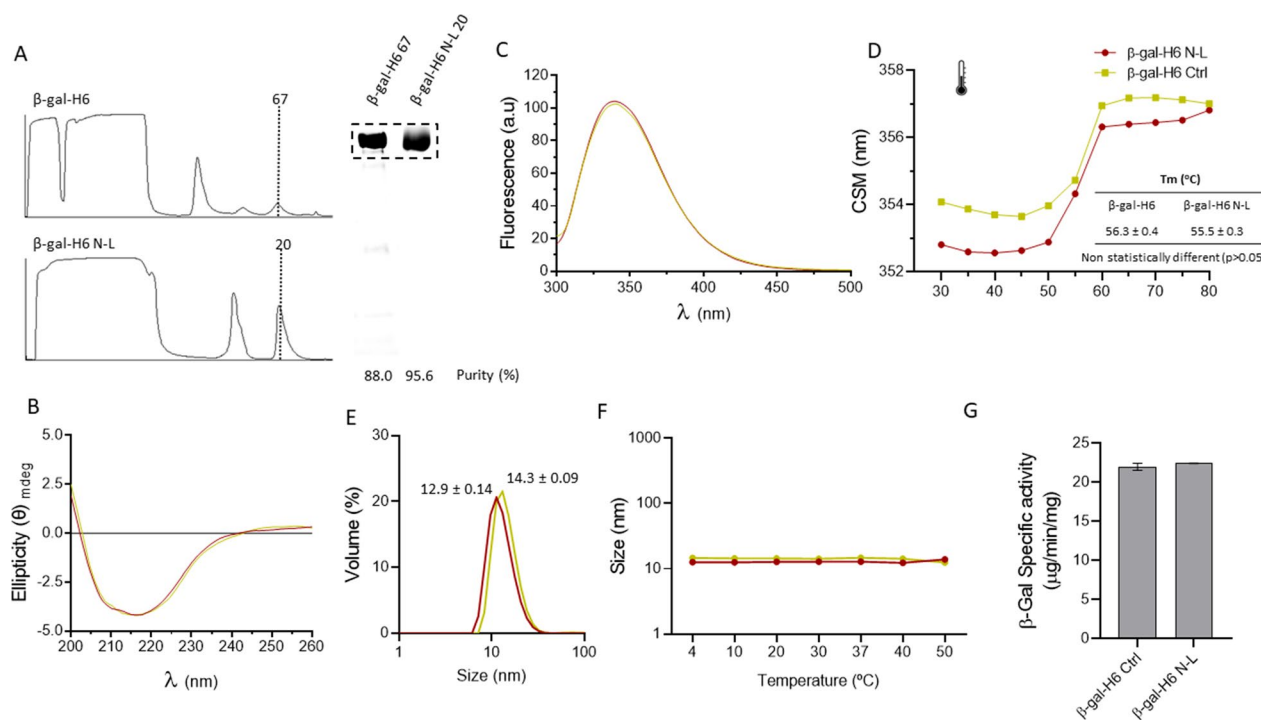 A
β-gal-H6
67
β-gal-H6 N-L
20
β-gal-H6 67
β-gal-H6 N-L 20
88.0 95.6 Purity (%)
B
Ellipticity (θ) mdeg
5.0
2.5
0.0
-2.5
-5.0
200 210 220 230 240 250 260
λ (nm)
C
Fluorescence (a.u)
120
100
80
60
40
20
0
300 350 400 450 500
λ (nm)
D
β-gal-H6 N-L
β-gal-H6 Ctrl
CSM (nm)
358
356
354
352
30 40 50 60 70 80
Tm (ºC)
β-gal-H6 β-gal-H6 N-L
56.3 ± 0.4 55.5 ± 0.3
Non statistically different (p>0.05
E
Volume (%)
30
20
10
0
12.9 ± 0.14
14.3 ± 0.09
1 10 100
Size (nm)
F
Size (nm)
1000
100
10
1
4 10 20 30 37 40 50
Temperature (ºC)
G
β-Gal Specific activity
(µg/min/mg)
25
20
15
10
5
0
β-gal-H6 Ctrl
β-gal-H6 N-L